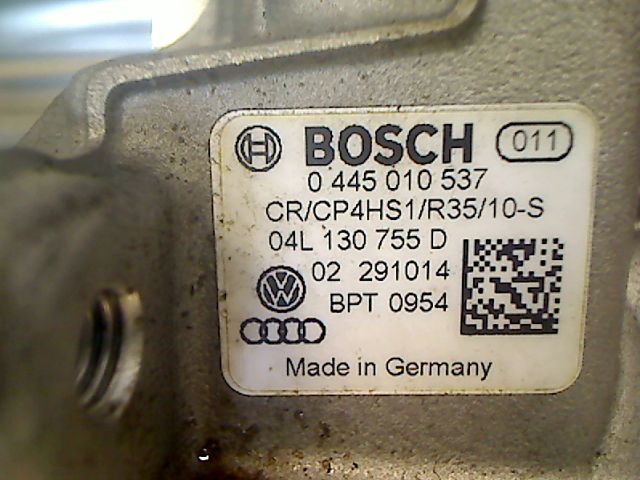 BOSCH 011
0 445 010 537
CR/CP4HS1/R35/10-S
04L 130 755 D
02 291014
BPT 0954
Made in Germany